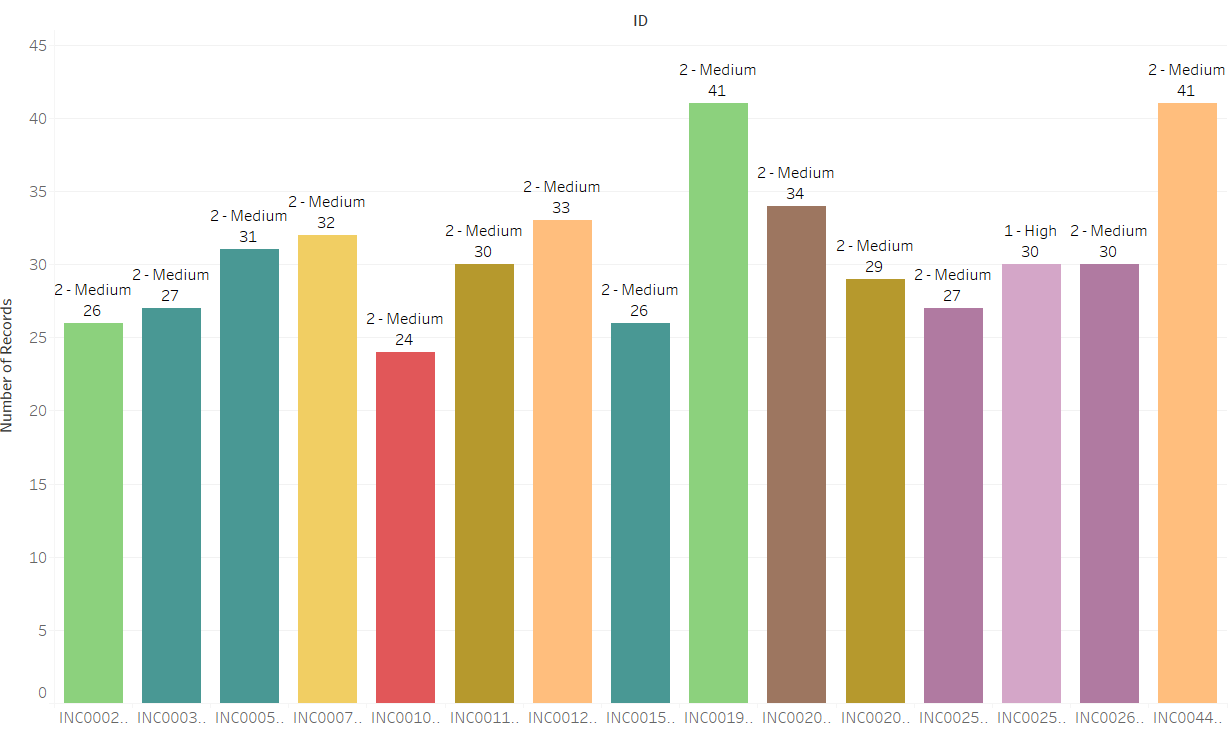 ID
Number of Records
45
40
35
30
25
20
15
10
5
0
2 - Medium
26
2 - Medium
27
2 - Medium
31
2 - Medium
32
2 - Medium
24
2 - Medium
30
2 - Medium
33
2 - Medium
26
2 - Medium
41
2 - Medium
34
2 - Medium
29
2 - Medium
27
1 - High
30
2 - Medium
30
2 - Medium
41
INC0002.. INC0003.. INC0005.. INC0007.. INC0010.. INC0011.. INC0012.. INC0015.. INC0019.. INC0020.. INC0020.. INC0025.. INC0025.. INC0026.. INC0044..